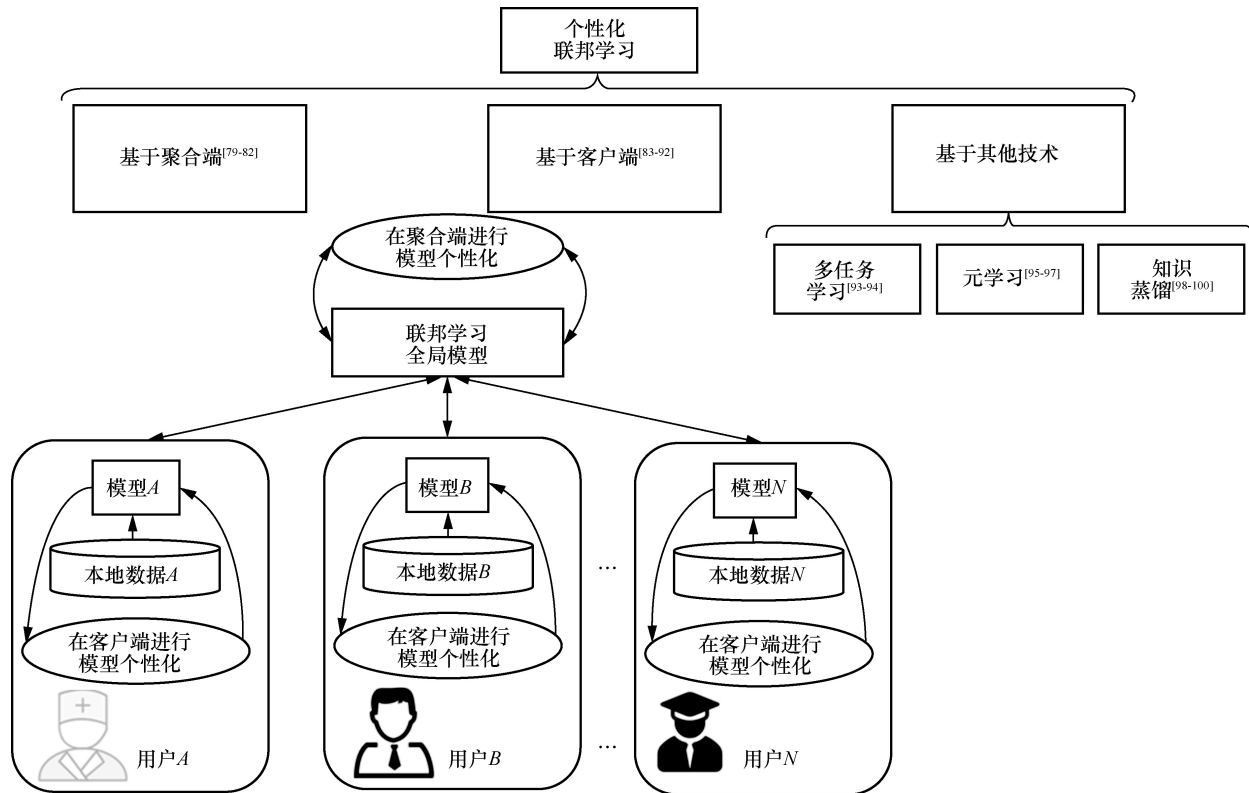 个性化
联邦学习
基于聚合端[79-82]
基于客户端[83-92]
基于其他技术
在聚合端进行
模型个性化
多任务
学习[93-94]
元学习[95-97]
知识
蒸馏[98-100]
联邦学习
全局模型
模型A
模型B
模型N
本地数据A
本地数据B
…
本地数据N
在客户端进行
模型个性化
在客户端进行
模型个性化
在客户端进行
模型个性化
用户A
用户B
…
用户N